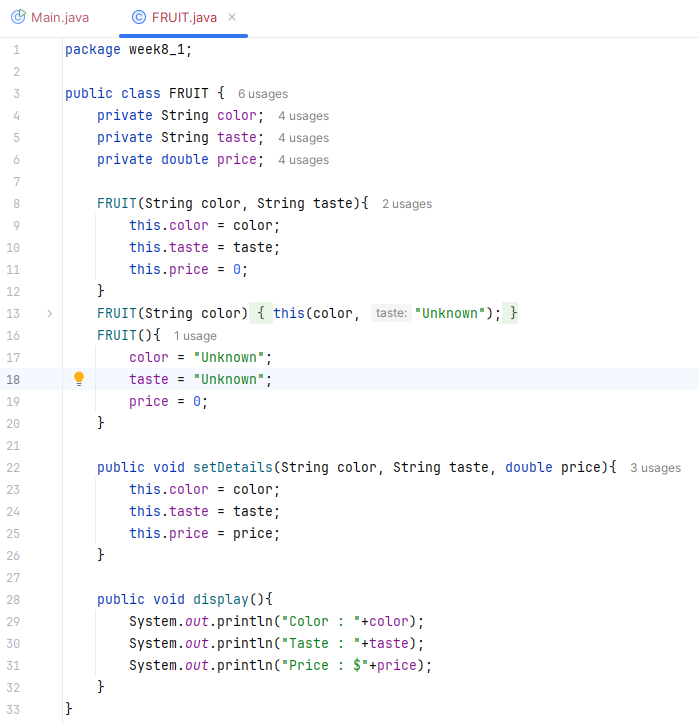 Main.java FRUIT.java ×
1 package week8_1;
2
3 public class FRUIT { 6 usages
4     private String color; 4 usages
5     private String taste; 4 usages
6     private double price; 4 usages
7
8     FRUIT(String color, String taste){ 2 usages
9         this.color = color;
10         this.taste = taste;
11         this.price = 0;
12     }
13     FRUIT(String color) { this(color, taste: "Unknown"); }
16     FRUIT(){ 1 usage
17         color = "Unknown";
18         taste = "Unknown";
19         price = 0;
20     }
21
22     public void setDetails(String color, String taste, double price){ 3 usages
23         this.color = color;
24         this.taste = taste;
25         this.price = price;
26     }
27
28     public void display(){
29         System.out.println("Color : "+color);
30         System.out.println("Taste : "+taste);
31         System.out.println("Price : $"+price);
32     }
33 }